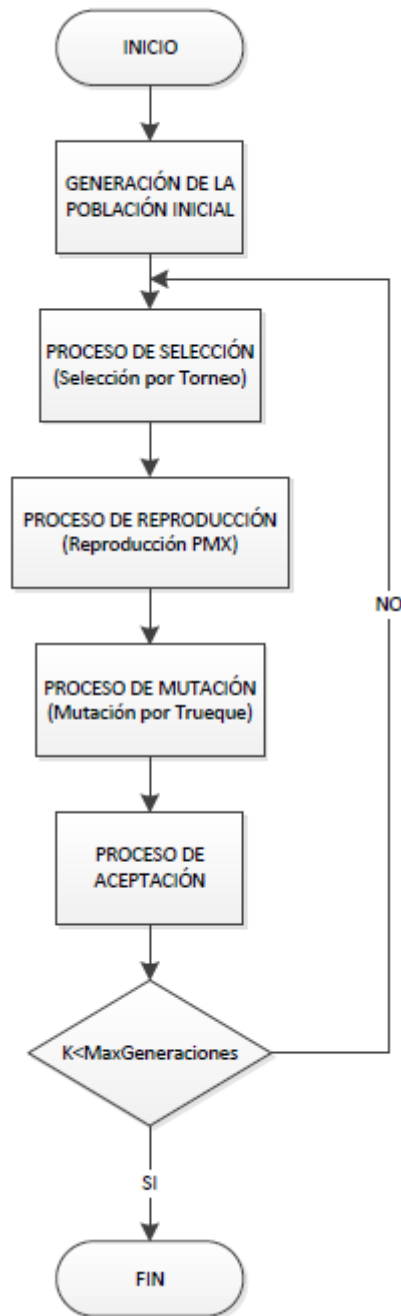 INICIO
GENERACIÓN DE LA
POBLACIÓN INICIAL
PROCESO DE SELECCIÓN
(Selección por Torneo)
PROCESO DE REPRODUCCIÓN
(Reproducción PMX)
NO
PROCESO DE MUTACIÓN
(Mutación por Trueque)
PROCESO DE
ACEPTACIÓN
K<MaxGeneraciones
SI
FIN